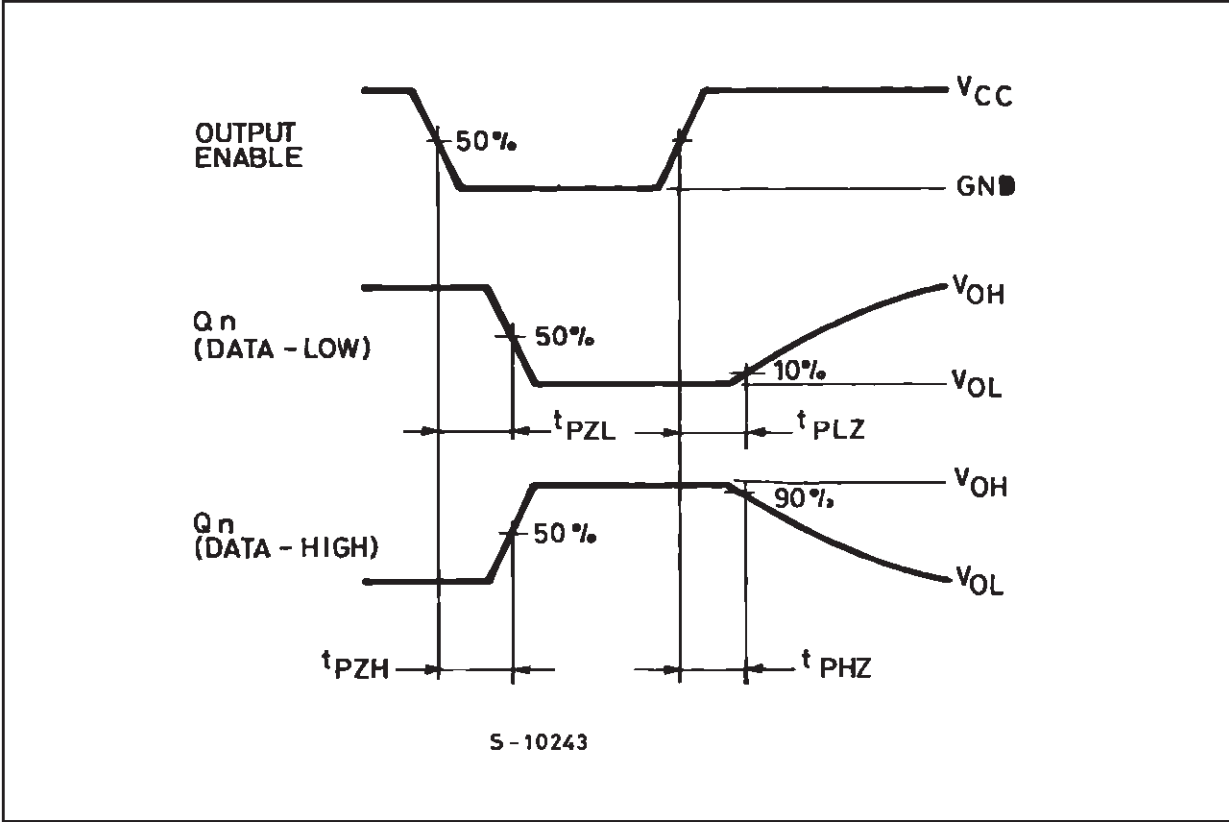 VCC
OUTPUT
ENABLE
50%
GND
VOH
Qn
(DATA - LOW)
50%
10%
VOL
tPZL
tPLZ
VOH
90%
Qn
(DATA - HIGH)
50%
VOL
tPZH
tPHZ
S-10243